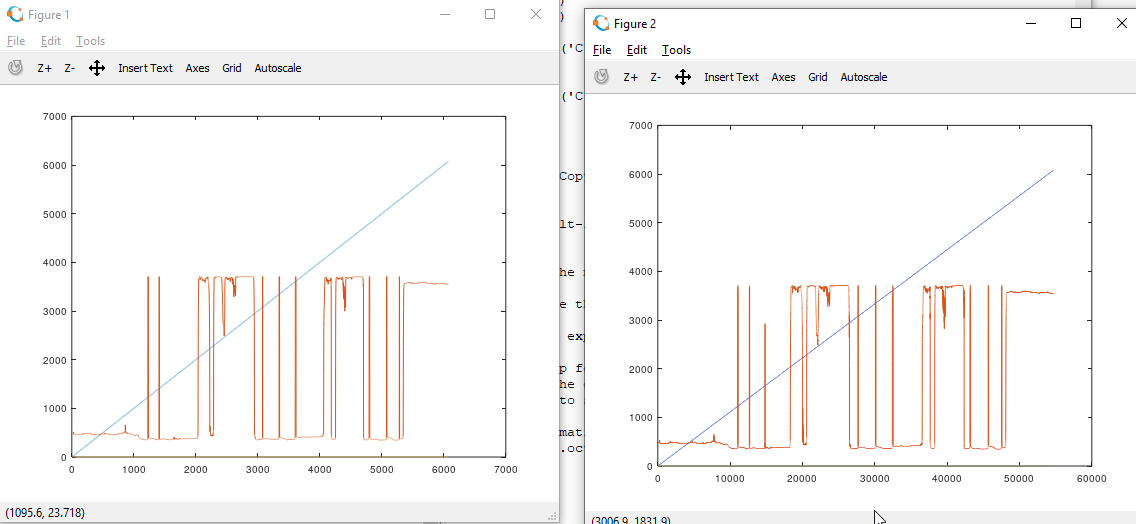 Figure 1
File Edit Tools
Z+ Z- Insert Text Axes Grid Autoscale
7000
6000
5000
4000
3000
2000
1000
0
0 1000 2000 3000 4000 5000 6000 7000
(1095.6, 23.718)
)
)
('C
('C
Cop
lt-
he
e th
exp
p fo
he
to
mat
.oc
Figure 2
File Edit Tools
Z+ Z- Insert Text Axes Grid Autoscale
7000
6000
5000
4000
3000
2000
1000
0
0 10000 20000 30000 40000 50000 60000
(3006.9, 1831.9)